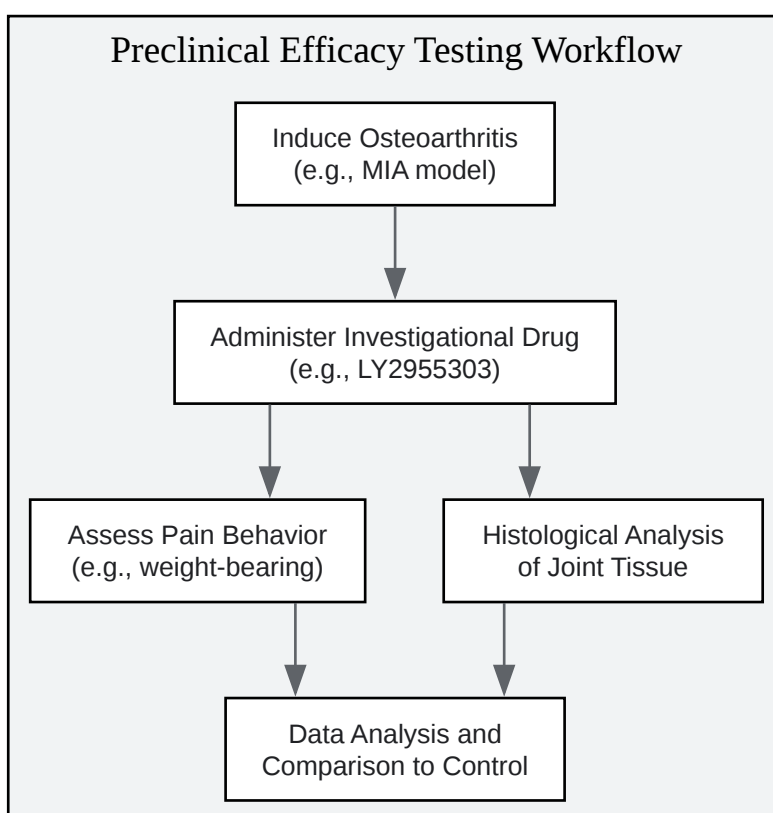 Preclinical Efficacy Testing Workflow
Induce Osteoarthritis
(e.g., MIA model)
Administer Investigational Drug
(e.g., LY2955303)
Assess Pain Behavior
(e.g., weight-bearing)
Histological Analysis
of Joint Tissue
Data Analysis and
Comparison to Control